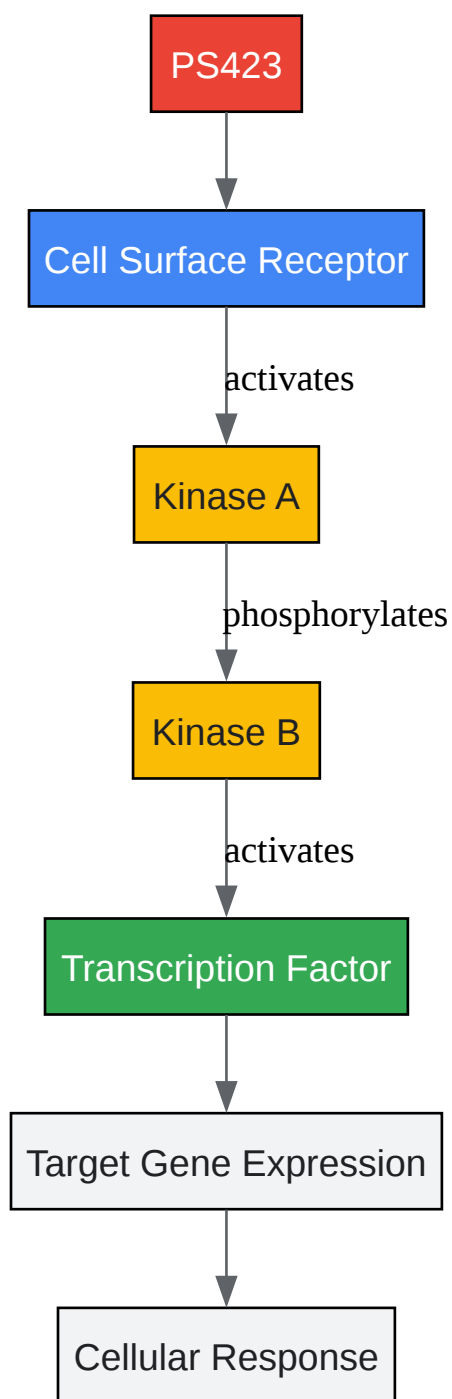 PS423
Cell Surface Receptor
activates
Kinase A
phosphorylates
Kinase B
activates
Transcription Factor
Target Gene Expression
Cellular Response